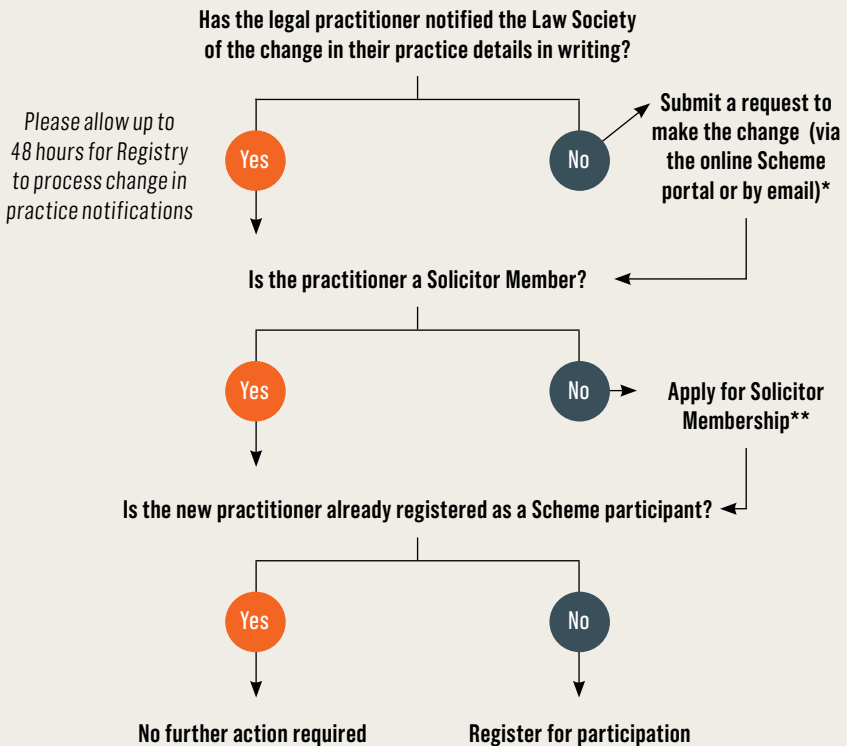 Has the legal practitioner notified the Law Society
of the change in their practice details in writing?
Please allow up to
48 hours for Registry
to process change in
practice notifications
Yes
No
Submit a request to
make the change (via
the online Scheme
portal or by email)*
Is the practitioner a Solicitor Member?
Yes
No
Apply for Solicitor
Membership**
Is the new practitioner already registered as a Scheme participant?
Yes
No
No further action required
Register for participation